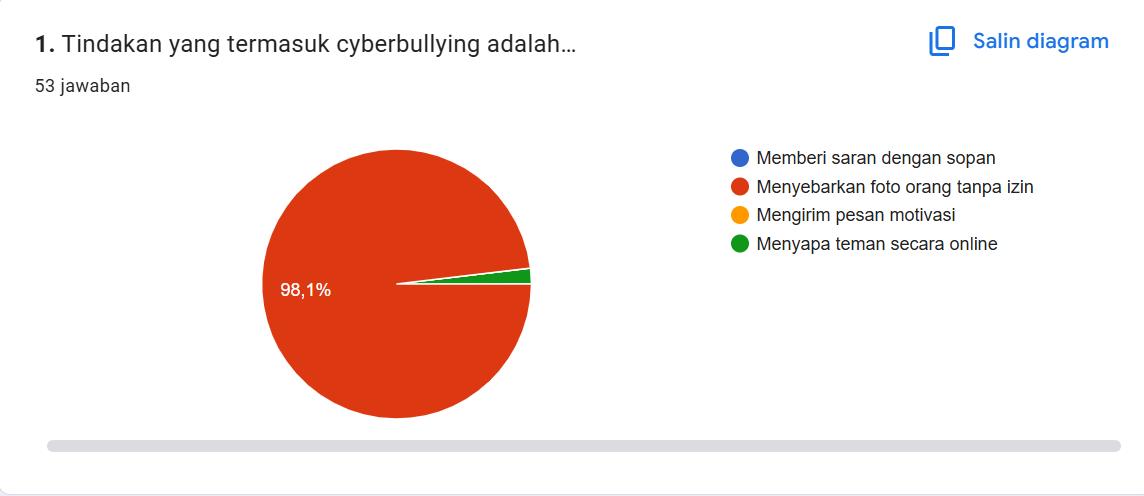 1. Tindakan yang termasuk cyberbullying adalah...
Salin diagram
53 jawaban
98,1%
Memberi saran dengan sopan
Menyebarkan foto orang tanpa izin
Mengirim pesan motivasi
Menyapa teman secara online